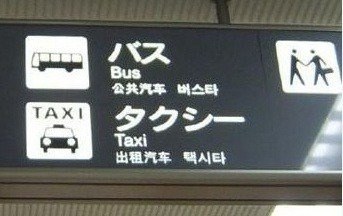 バス
Bus
公共汽车 버스타
TAXI
タクシー
Taxi
出租汽车 택시타